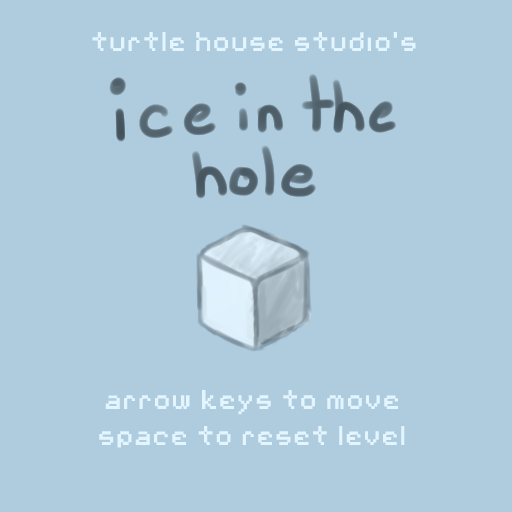 turtle house studio's
ice in the
hole
arrow keys to move
space to reset level